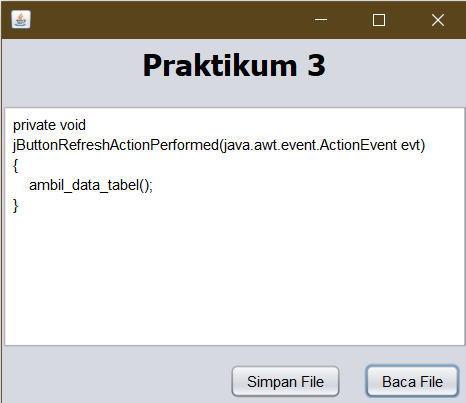 Praktikum 3
private void
jButtonRefreshActionPerformed(java.awt.event.ActionEvent evt)
{
    ambil_data_tabel();
}
Simpan File
Baca File